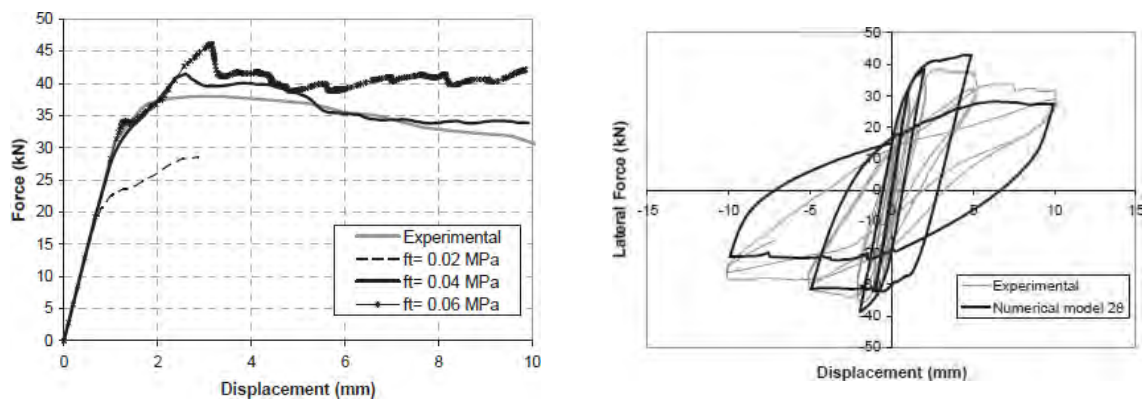 50
45
40
35
30
25
20
15
10
5
0
Force (kN)
Experimental
ft= 0.02 MPa
ft= 0.04 MPa
ft= 0.06 MPa
0 2 4 6 8 10
Displacement (mm)
50
40
30
20
10
0
-15 -10 -5 0 5 10 15
-10
-20
-30
-40
-50
Lateral Force (kN)
Experimental
Numerical model 2θ
Displacement (mm)